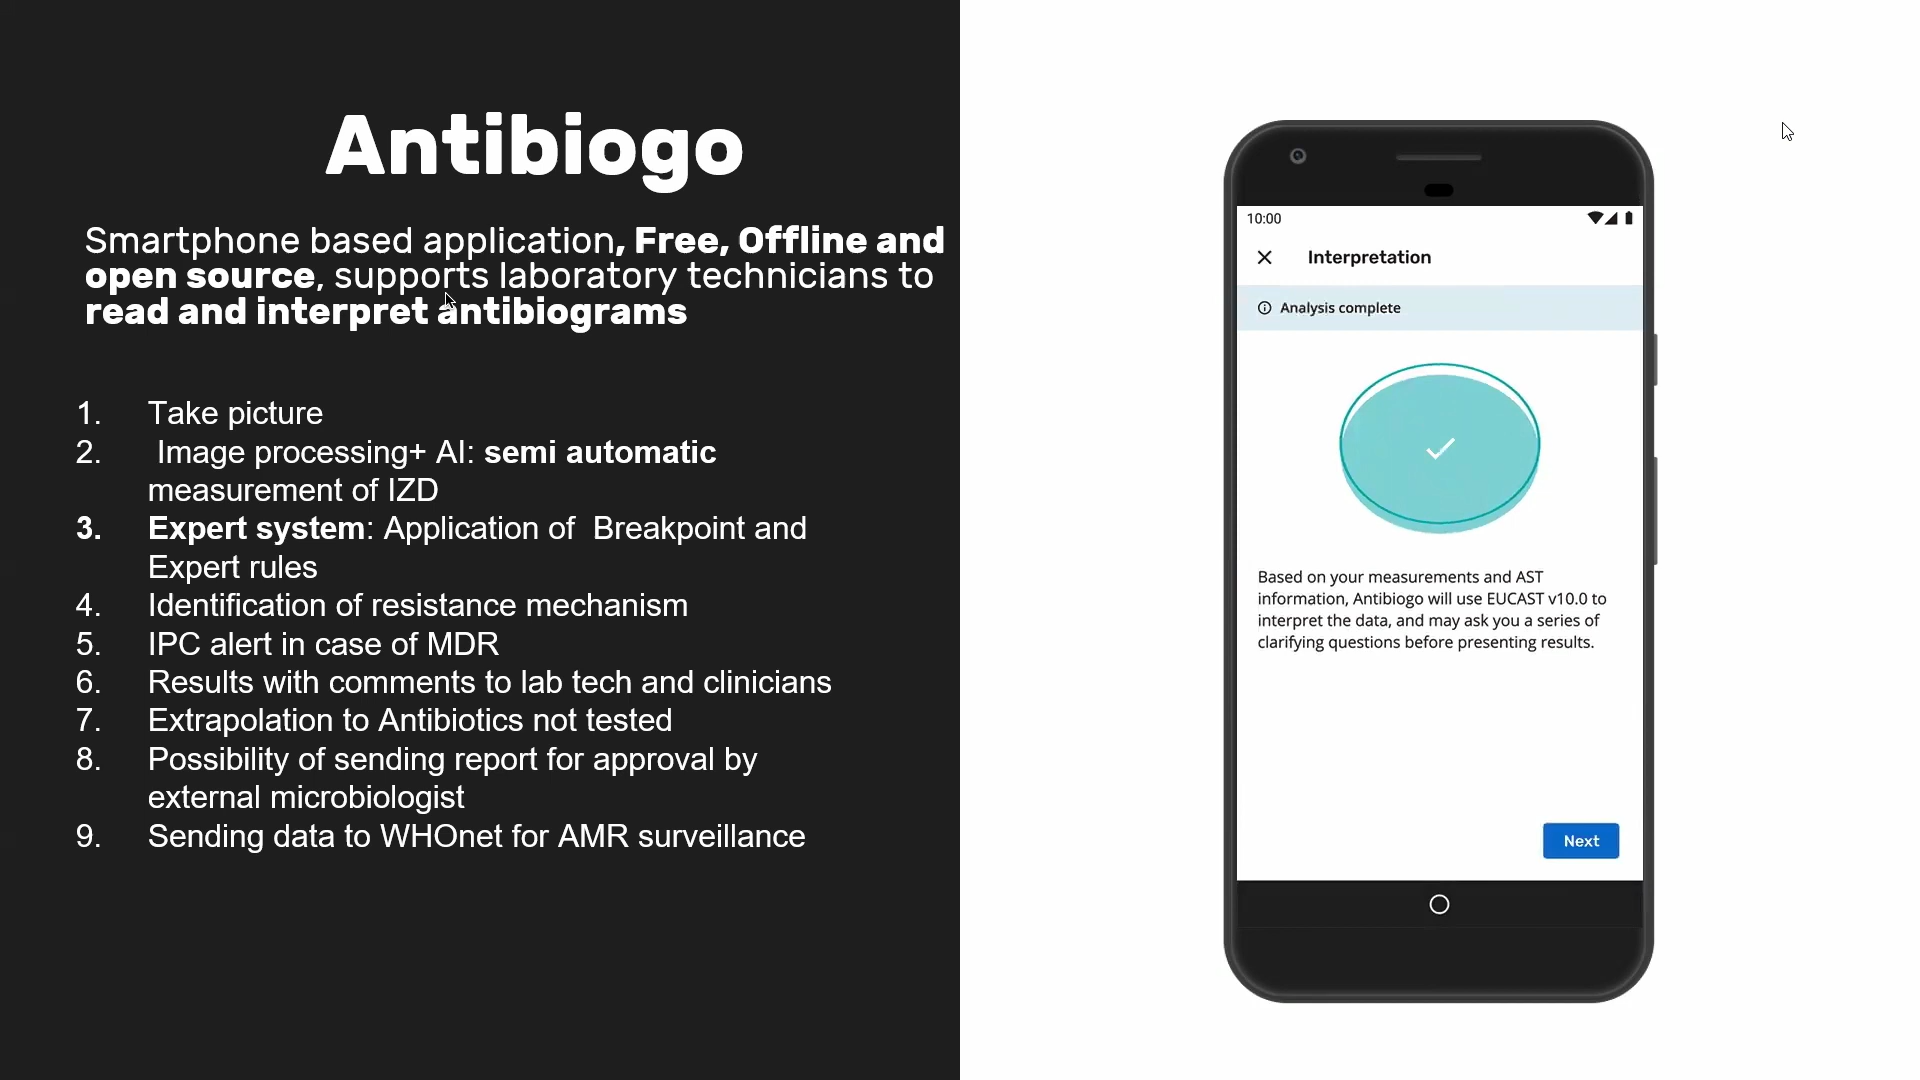 Antibiogo
Smartphone based application, Free, Offline and
open source, supports laboratory technicians to
read and interpret antibiograms
1. Take picture
2. Image processing+ AI: semi automatic
measurement of IZD
3. Expert system: Application of Breakpoint and
Expert rules
4. Identification of resistance mechanism
5. IPC alert in case of MDR
6. Results with comments to lab tech and clinicians
7. Extrapolation to Antibiotics not tested
8. Possibility of sending report for approval by
external microbiologist
9. Sending data to WHOnet for AMR surveillance
10:00
Interpretation
Analysis complete
Based on your measurements and AST
information, Antibiogo will use EUCAST v10.0 to
interpret the data, and may ask you a series of
clarifying questions before presenting results.
Next